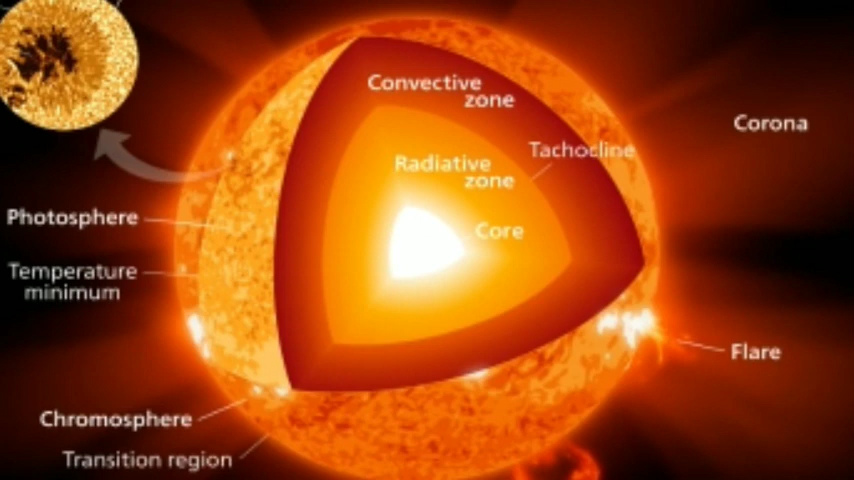 Convective
zone
Corona
Tachocline
Radiative
zone
Photosphere
Core
Temperature
minimum
Flare
Chromosphere
Transition region